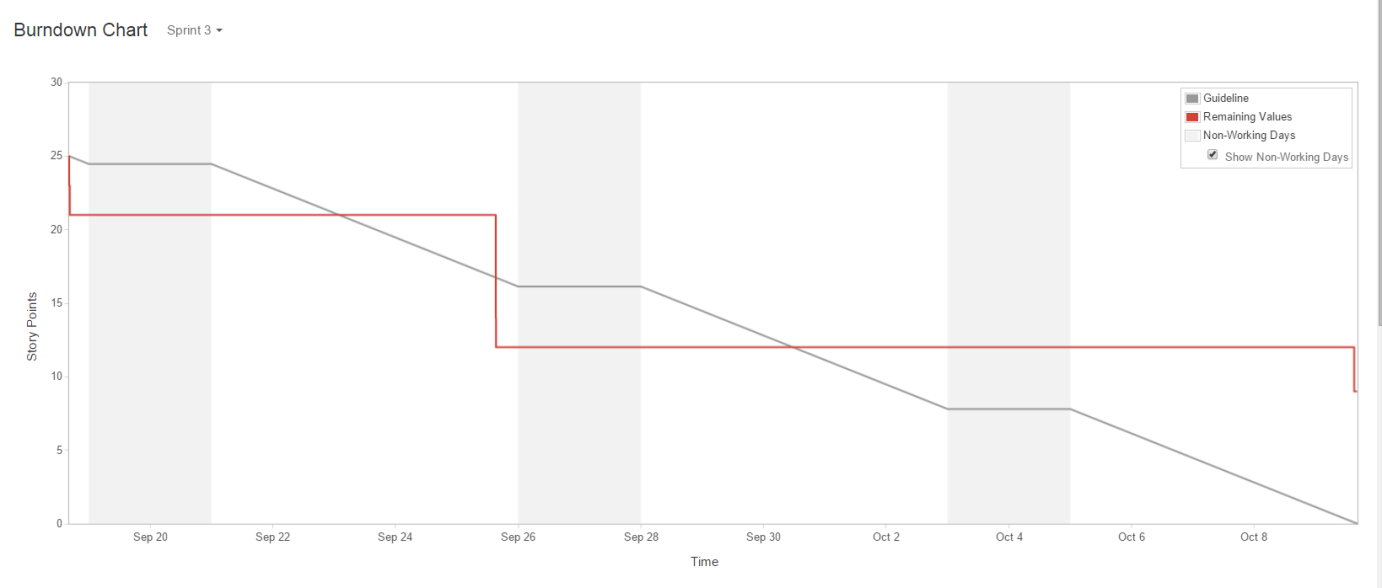 Burndown Chart Sprint 3
30
25
20
15
10
5
0
Story Points
Guideline
Remaining Values
Non-Working Days
Show Non-Working Days
Sep 20 Sep 22 Sep 24 Sep 26 Sep 28 Sep 30 Oct 2 Oct 4 Oct 6 Oct 8
Time